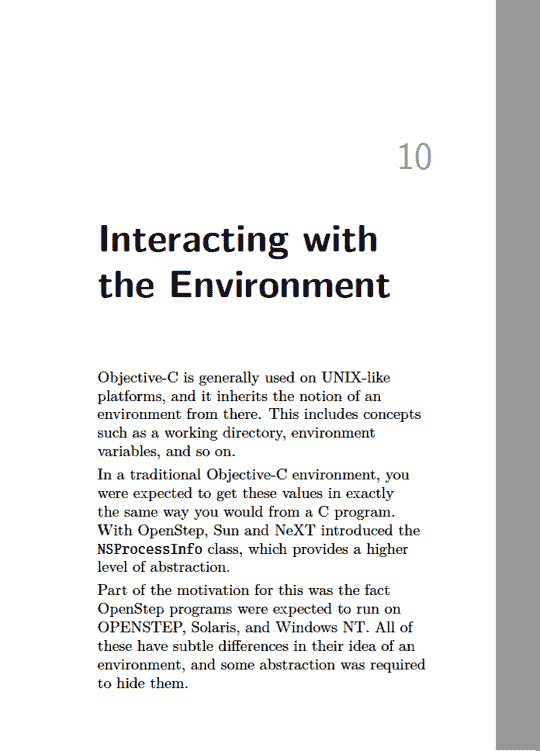 10
Interacting with
the Environment
Objective-C is generally used on UNIX-like
platforms, and it inherits the notion of an
environment from there. This includes concepts
such as a working directory, environment
variables, and so on.
In a traditional Objective-C environment, you
were expected to get these values in exactly
the same way you would from a C program.
With OpenStep, Sun and NeXT introduced the
NSProcessInfo class, which provides a higher
level of abstraction.
Part of the motivation for this was the fact
OpenStep programs were expected to run on
OPENSTEP, Solaris, and Windows NT. All of
these have subtle differences in their idea of an
environment, and some abstraction was required
to hide them.